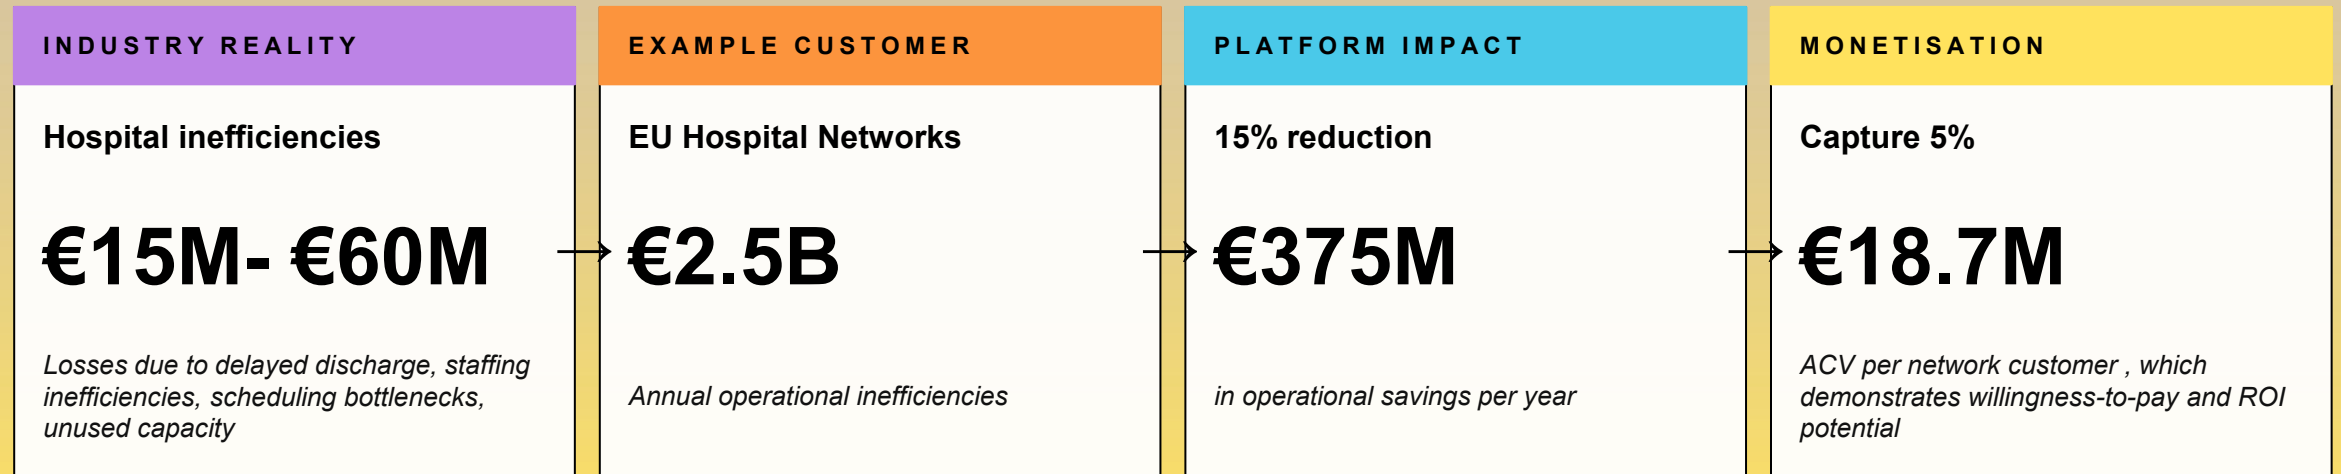 INDUSTRY REALITY
Hospital inefficiencies
€15M- €60M
Losses due to delayed discharge, staffing
inefficiencies, scheduling bottlenecks,
unused capacity
→
EXAMPLE CUSTOMER
EU Hospital Networks
€2.5B
Annual operational inefficiencies
→
PLATFORM IMPACT
15% reduction
€375M
in operational savings per year
→
MONETISATION
Capture 5%
€18.7M
ACV per network customer , which
demonstrates willingness-to-pay and ROI
potential